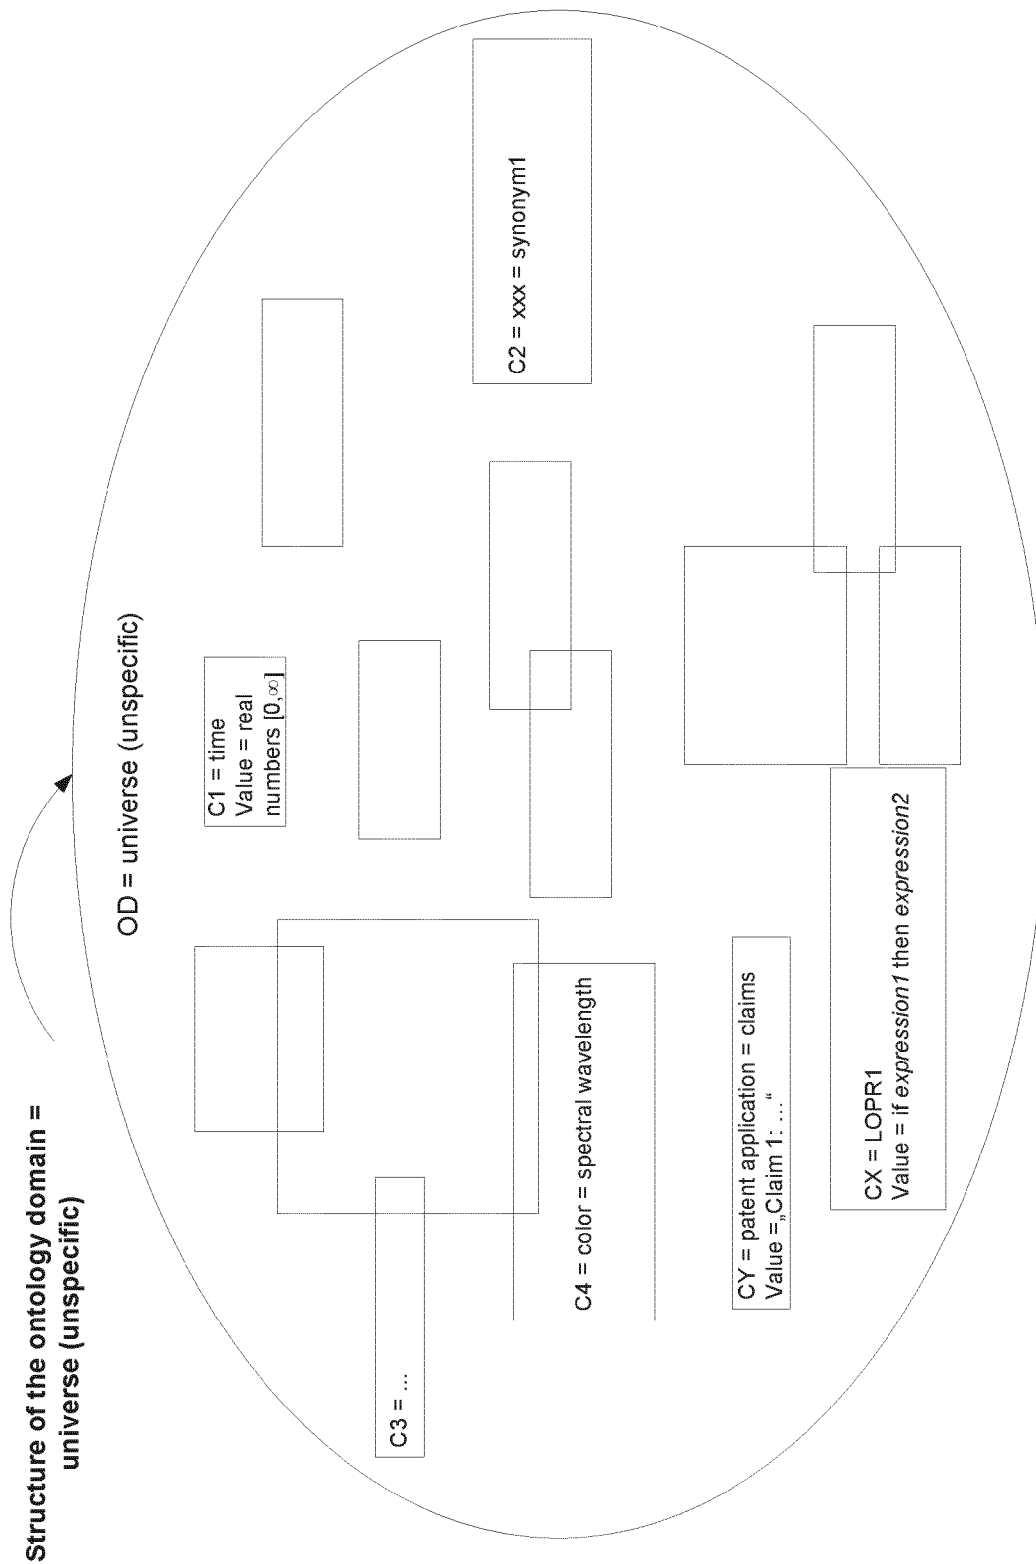 Structure of the ontology domain =
universe (unspecific)
OD = universe (unspecific)
C1 = time
Value = real
numbers [0,∞]
C2 = xxx = synonym1
C3 = ...
C4 = color = spectral wavelength
CY = patent application = claims
Value = „Claim 1: ...“
CX = LOPR1
Value = if expression1 then expression2